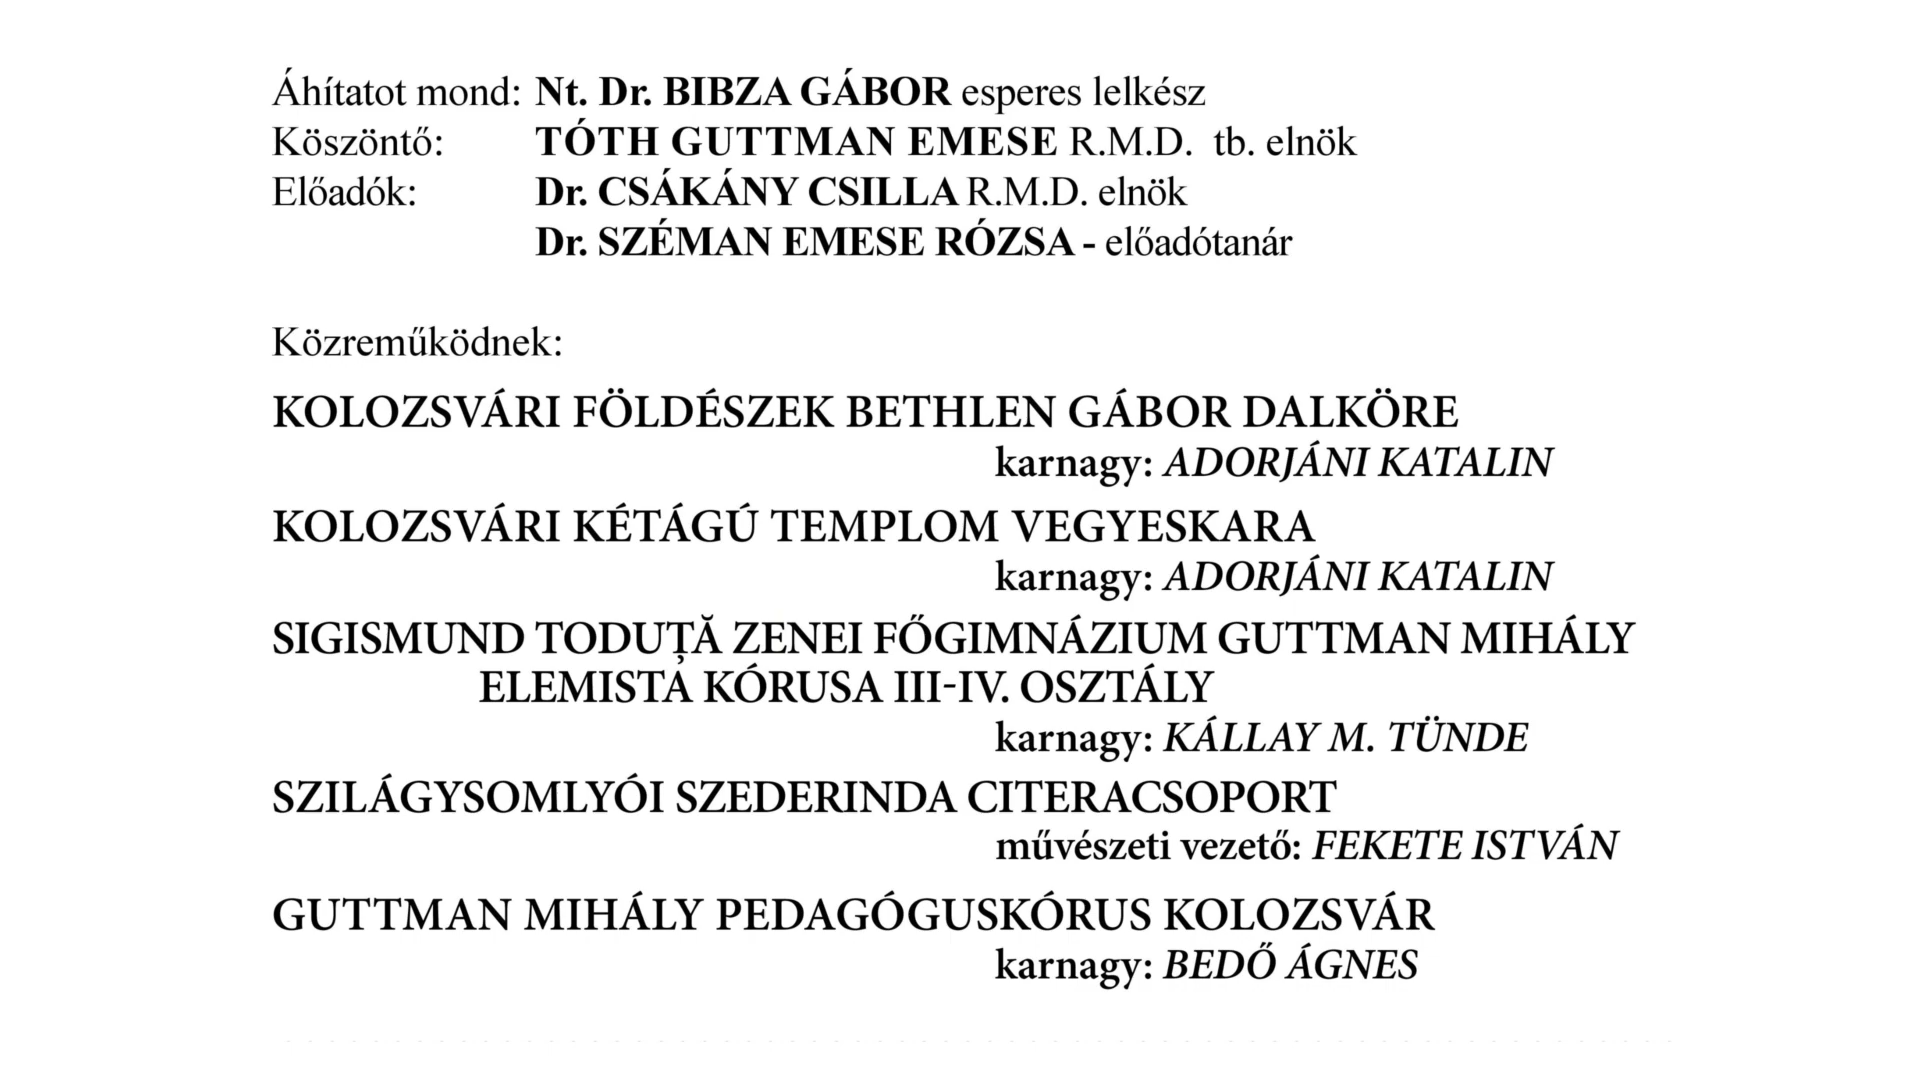 Áhítatot mond: Nt. Dr. BIBZA GÁBOR esperes lelkész
Köszöntő: TÓTH GUTTMAN EMESE R.M.D. tb. elnök
Előadók: Dr. CSÁKÁNY CSILLA R.M.D. elnök
Dr. SZÉMAN EMESE RÓZSA - előadótanár
Közreműködnek:
KOLOZSVÁRI FÖLDÉSZEK BETHLEN GÁBOR DALKÖRE
karnagy: ADORJÁNI KATALIN
KOLOZSVÁRI KÉTÁGÚ TEMPLOM VEGYESKARA
karnagy: ADORJÁNI KATALIN
SIGISMUND TODUȚĂ ZENEI FŐGIMNÁZIUM GUTTMAN MIHÁLY
ELEMISTA KÓRUSA III-IV. OSZTÁLY
karnagy: KÁLLAY M. TÜNDE
SZILÁGYSOMLYÓI SZEDERINDA CITERACSOPORT
művészeti vezető: FEKETE ISTVÁN
GUTTMAN MIHÁLY PEDAGÓGUSKÓRUS KOLOZSVÁR
karnagy: BEDŐ ÁGNES